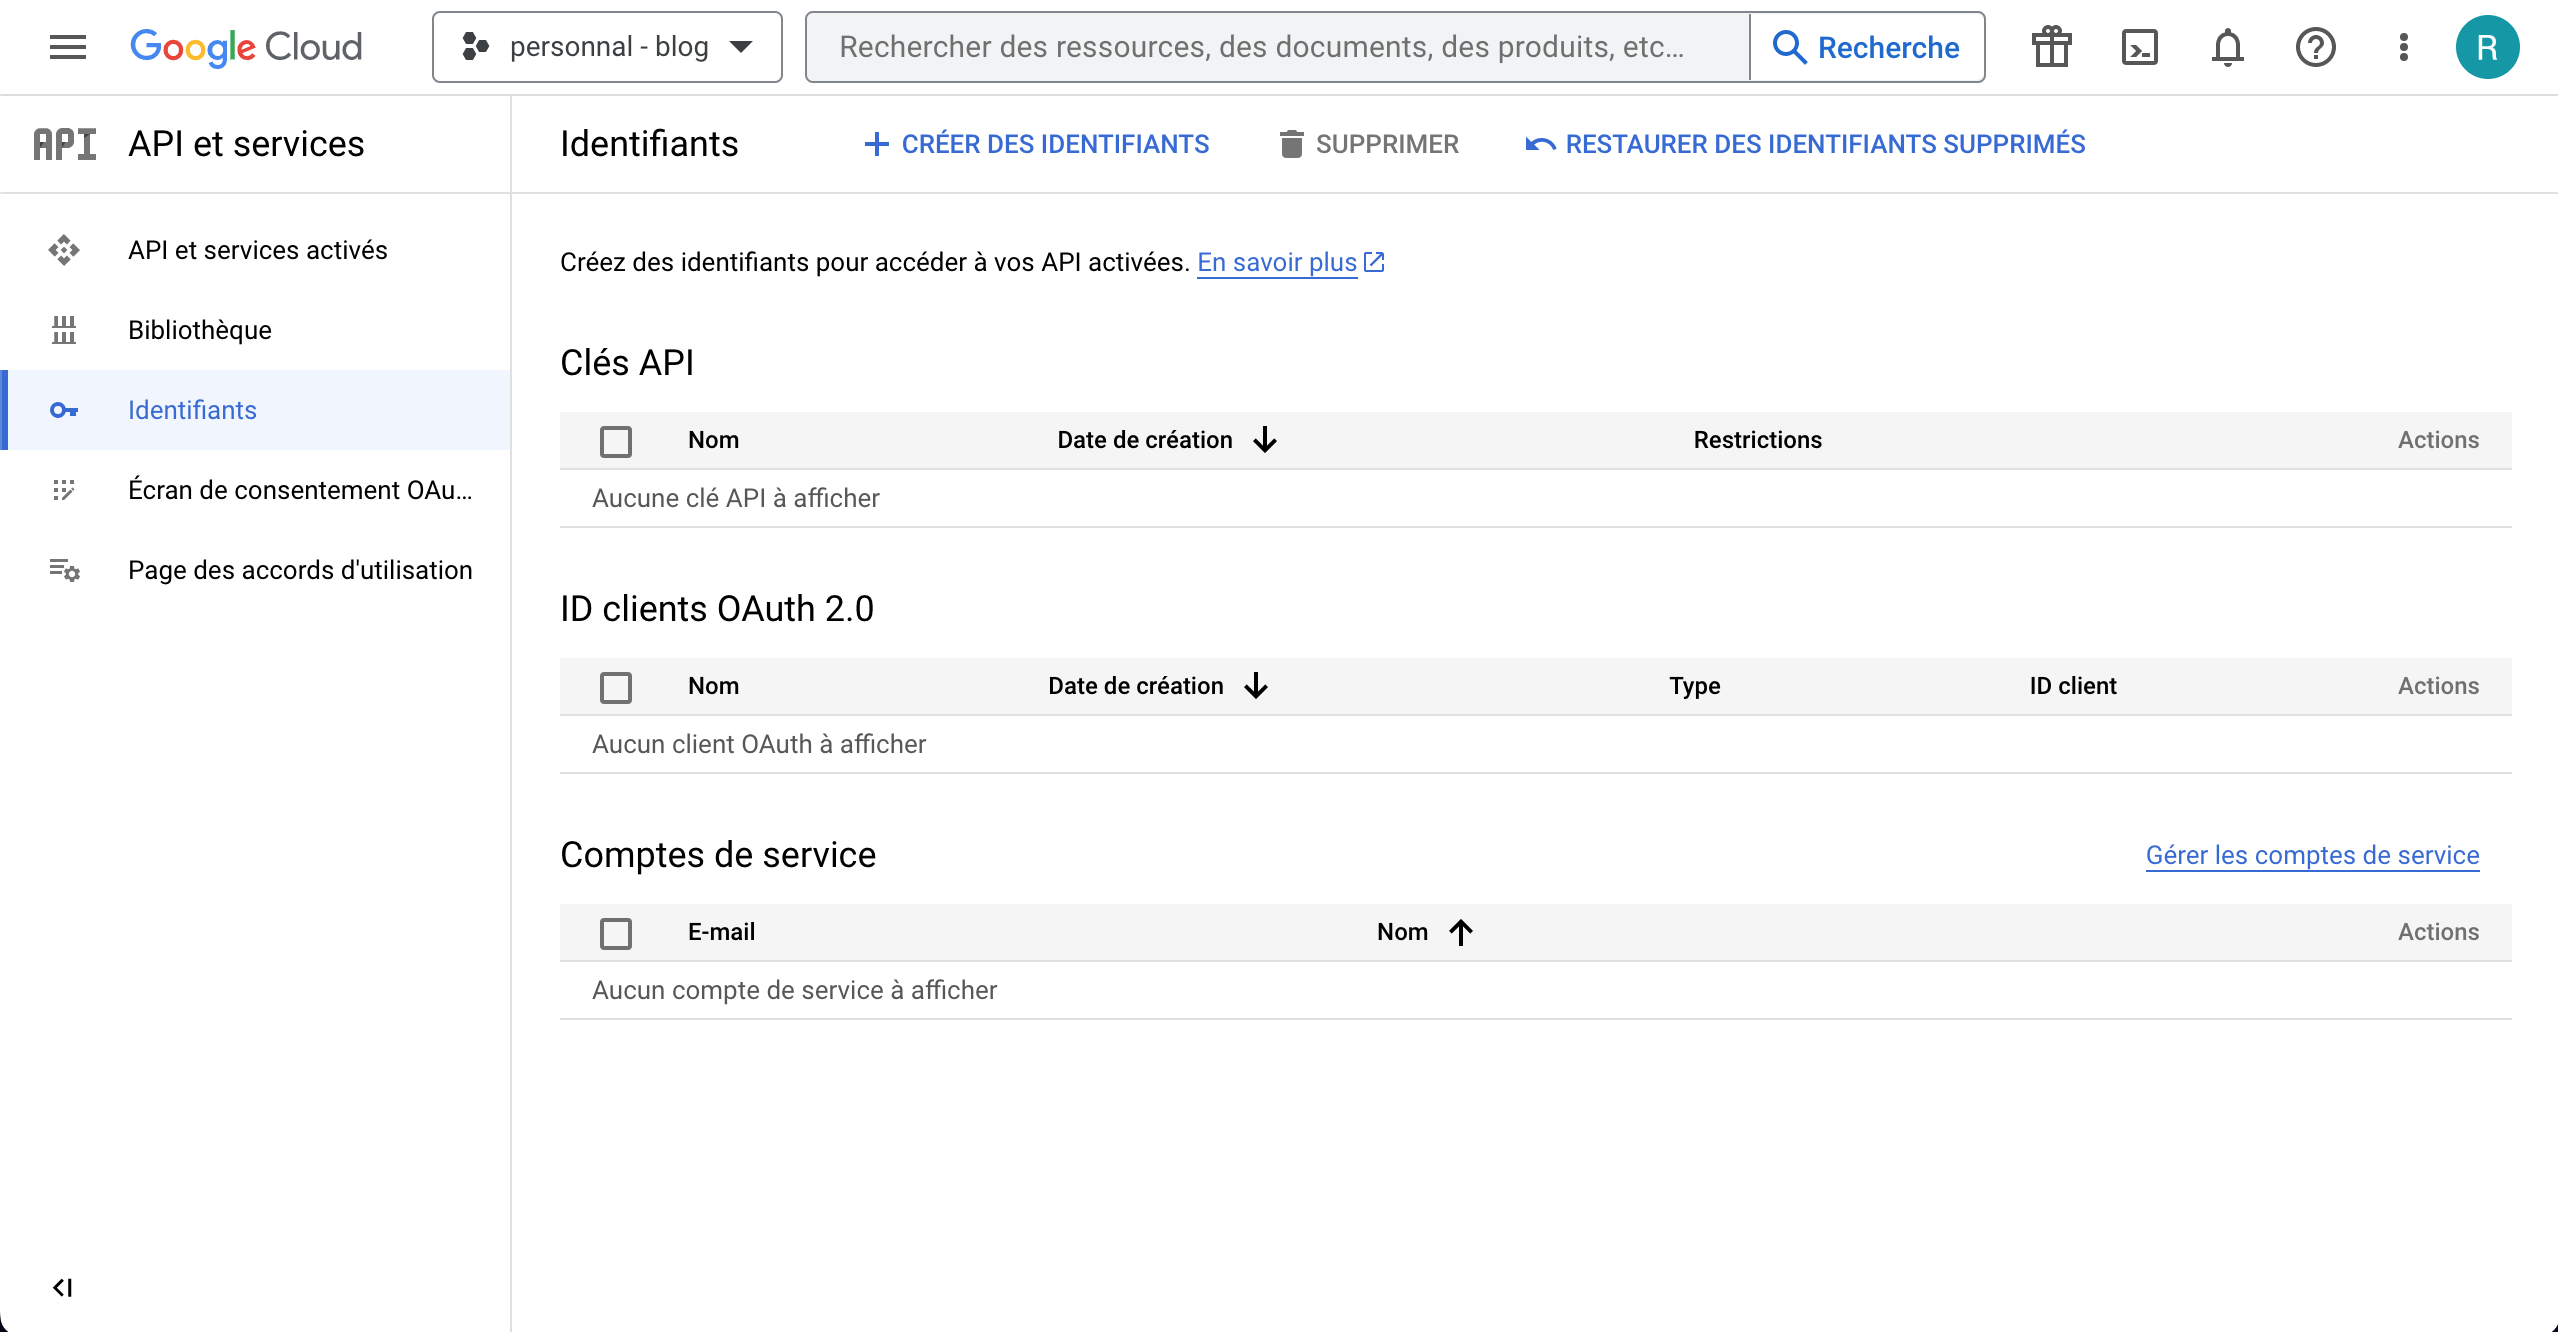 Google Cloud
personnal - blog
Rechercher des ressources, des documents, des produits, etc...
Recherche
R
API
API et services
Identifiants
CRÉER DES IDENTIFIANTS
SUPPRIMER
RESTAURER DES IDENTIFIANTS SUPPRIMÉS
API et services activés
Bibliothèque
Identifiants
Écran de consentement OAu...
Page des accords d'utilisation
Créez des identifiants pour accéder à vos API activées. En savoir plus
Clés API
Nom Date de création Restrictions Actions
Aucune clé API à afficher
ID clients OAuth 2.0
Nom Date de création Type ID client Actions
Aucun client OAuth à afficher
Comptes de service
Gérer les comptes de service
E-mail Nom Actions
Aucun compte de service à afficher